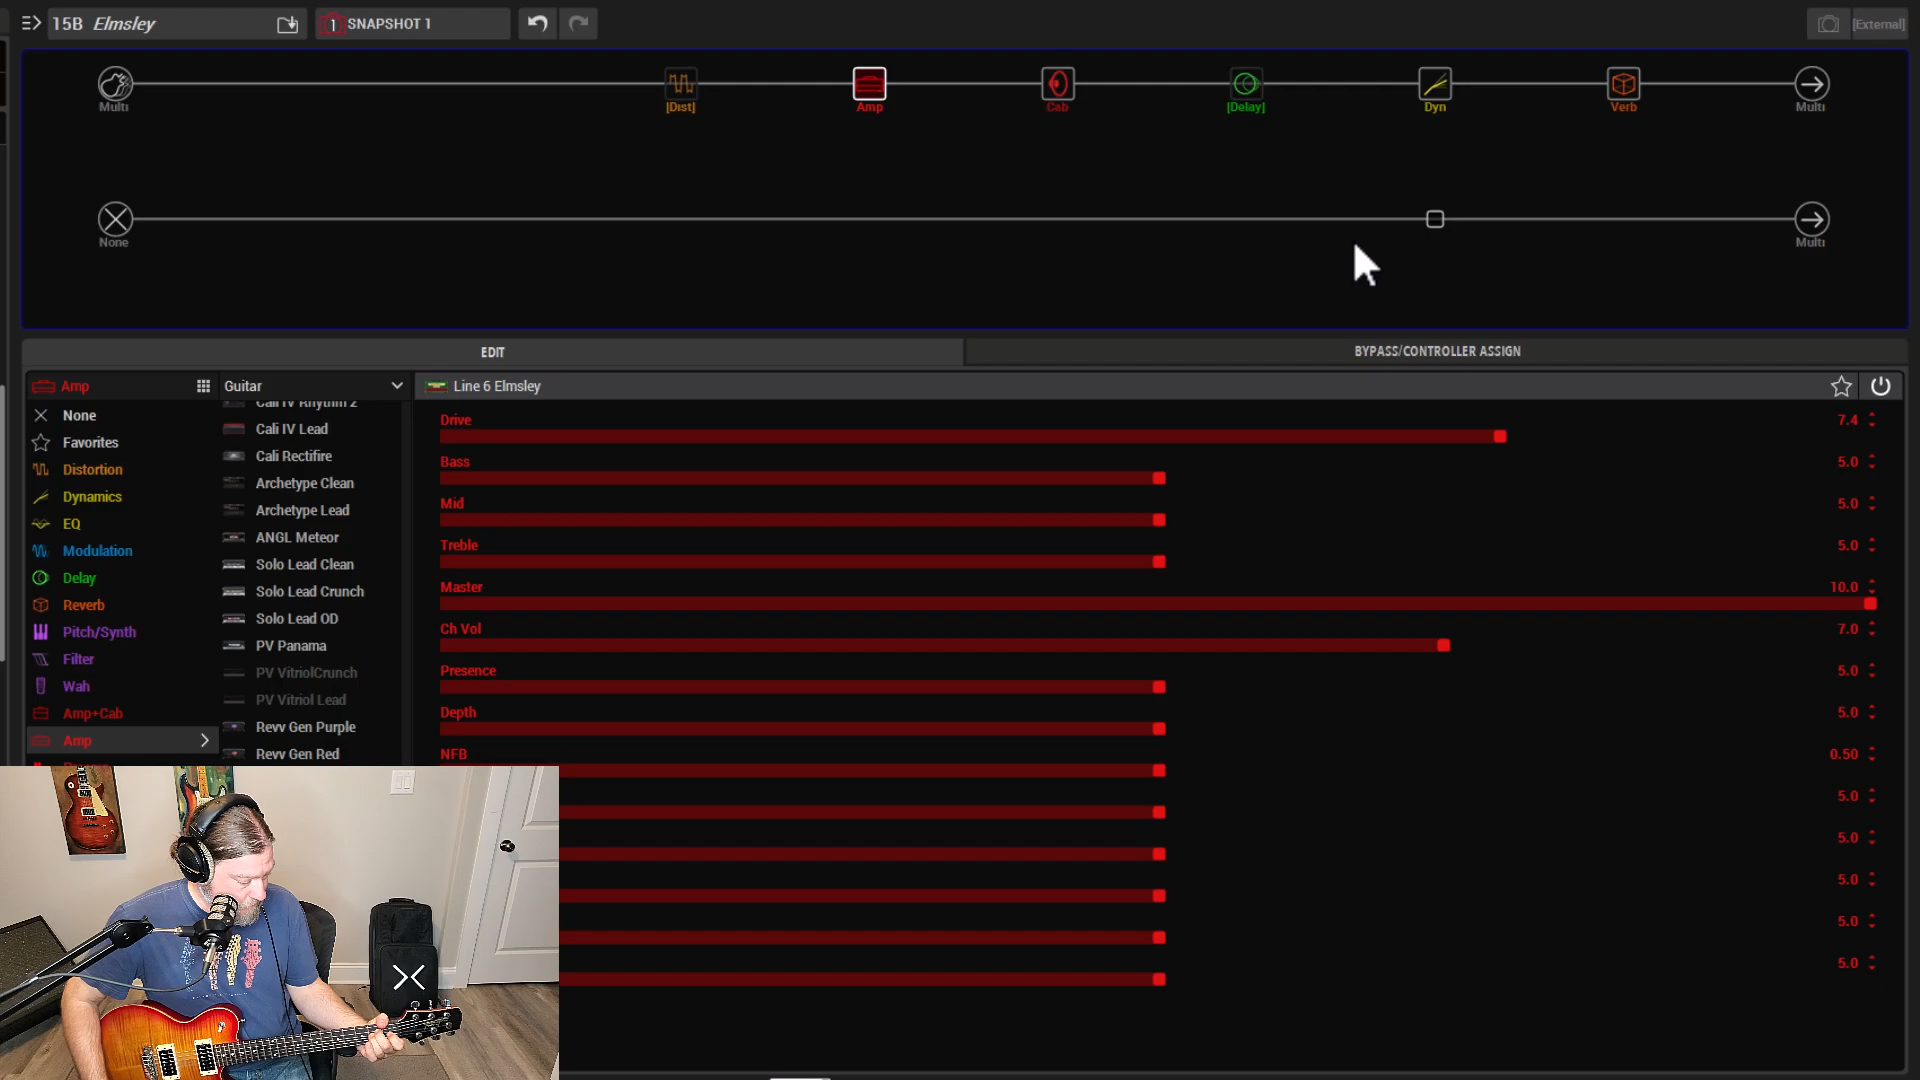 15B Elmsley
1 SNAPSHOT 1
[External]
Multi
[Dist]
Amp
Cab
[Delay]
Dyn
Verb
Multi
None
Multi
EDIT
BYPASS/CONTROLLER ASSIGN
Amp
Guitar
Line 6 Elmsley
None
Favorites
Distortion
Dynamics
EQ
Modulation
Delay
Reverb
Pitch/Synth
Filter
Wah
Amp+Cab
Amp
Cali IV Rhythm 2
Cali IV Lead
Cali Rectifire
Archetype Clean
Archetype Lead
ANGL Meteor
Solo Lead Clean
Solo Lead Crunch
Solo Lead OD
PV Panama
PV VitriolCrunch
PV Vitriol Lead
Revv Gen Purple
Revv Gen Red
Drive 7.4
Bass 5.0
Mid 5.0
Treble 5.0
Master 10.0
Ch Vol 7.0
Presence 5.0
Depth 5.0
NFB 0.50
5.0
5.0
5.0
5.0
5.0